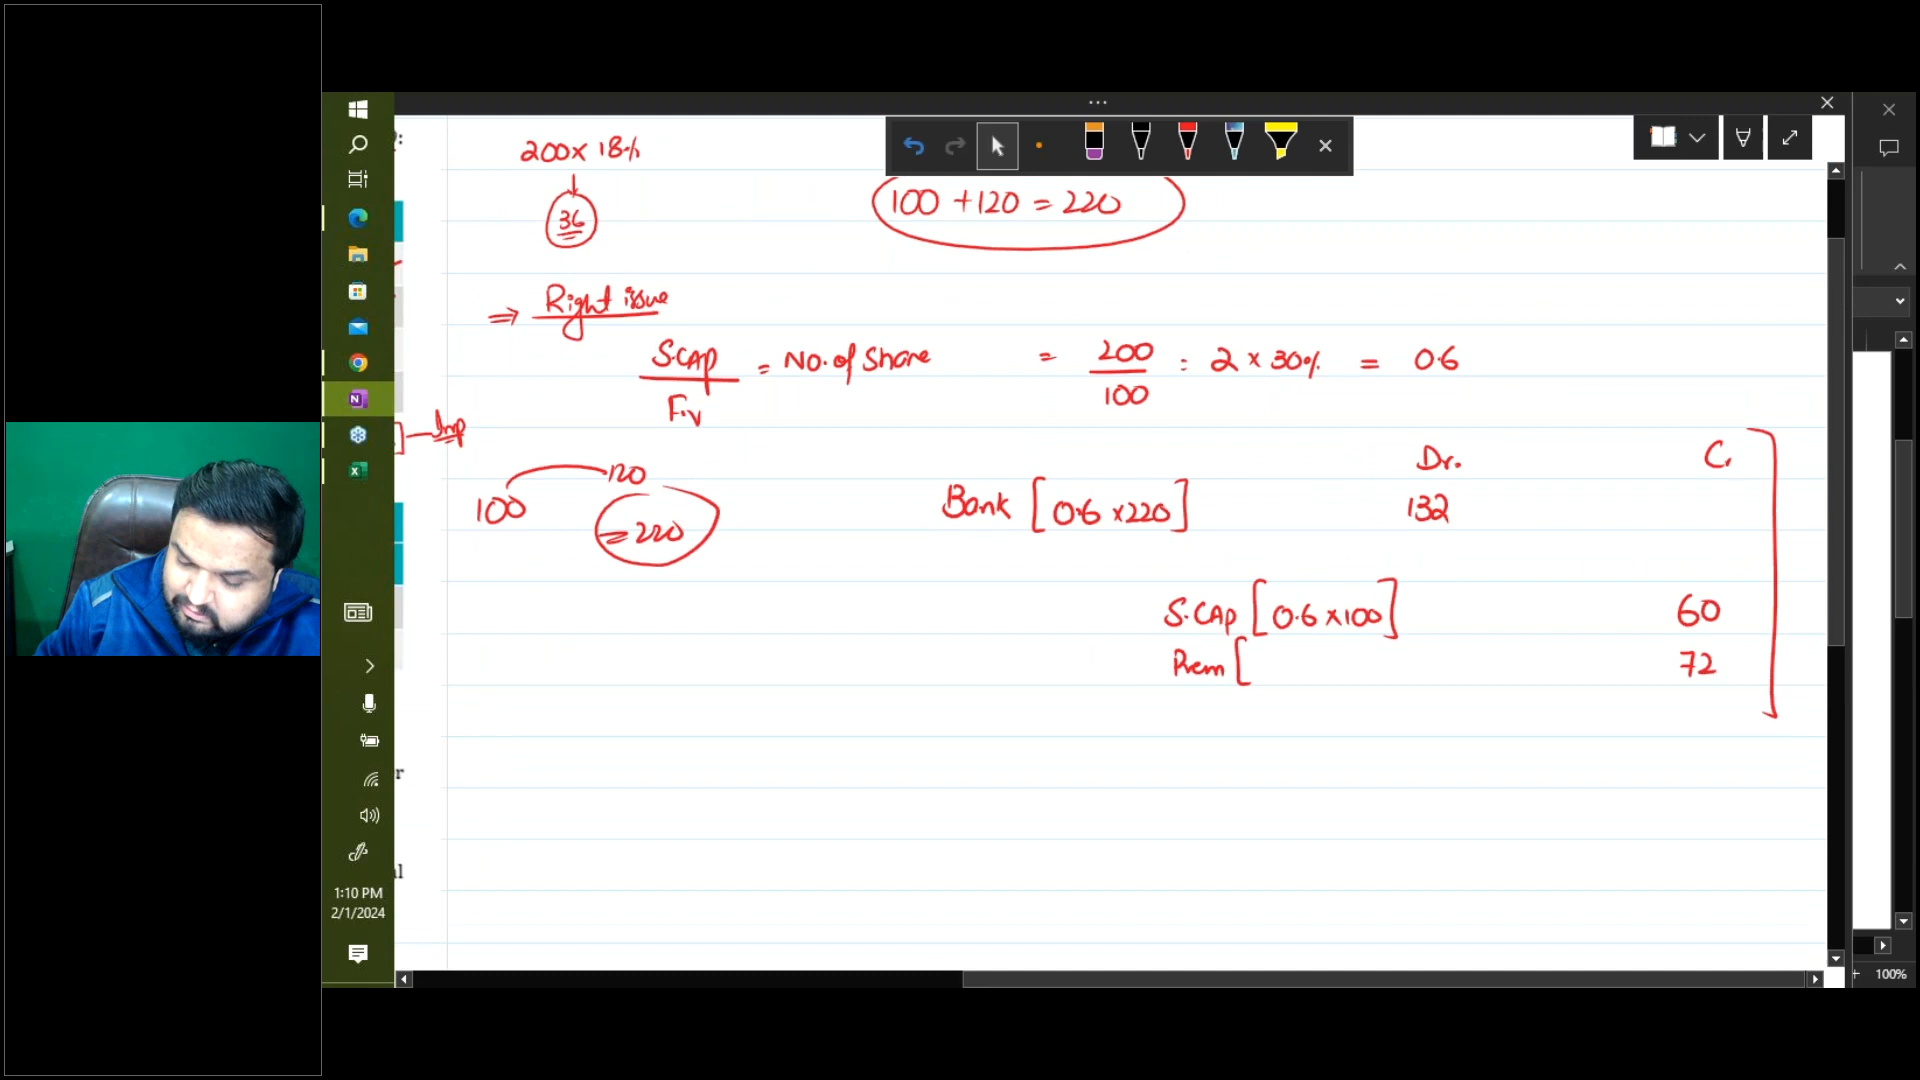 200 x 18%
36
100 + 120 = 220
⇒ Right issue
S.CAP / F.V = No. of Share = 200 / 100 : 2 x 30% = 0.6
Imp
120
100
= 220
Dr. C.
Bank [0.6 x 220] 132
S.CAP [0.6 x 100] 60
Prem [ 72
r
al
1:10 PM
2/1/2024
100%